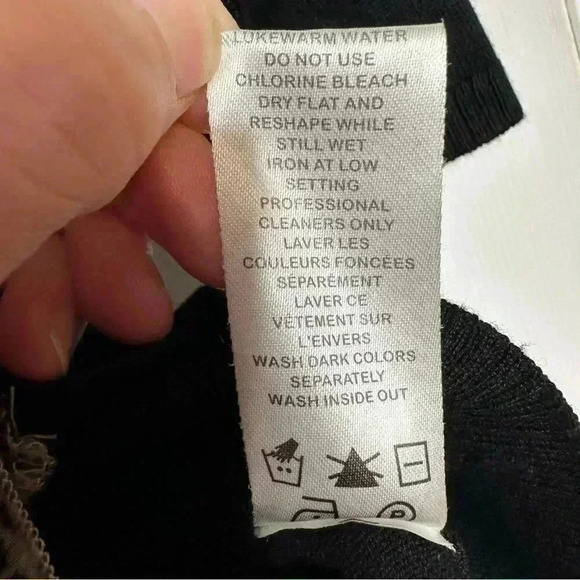 LUKEWARM WATER
DO NOT USE
CHLORINE BLEACH
DRY FLAT AND
RESHAPE WHILE
STILL WET
IRON AT LOW
SETTING
PROFESSIONAL
CLEANERS ONLY
LAVER LES
COULEURS FONCÉES
SÉPARÉMENT
LAVER CE
VÊTEMENT SUR
L'ENVERS
WASH DARK COLORS
SEPARATELY
WASH INSIDE OUT
P